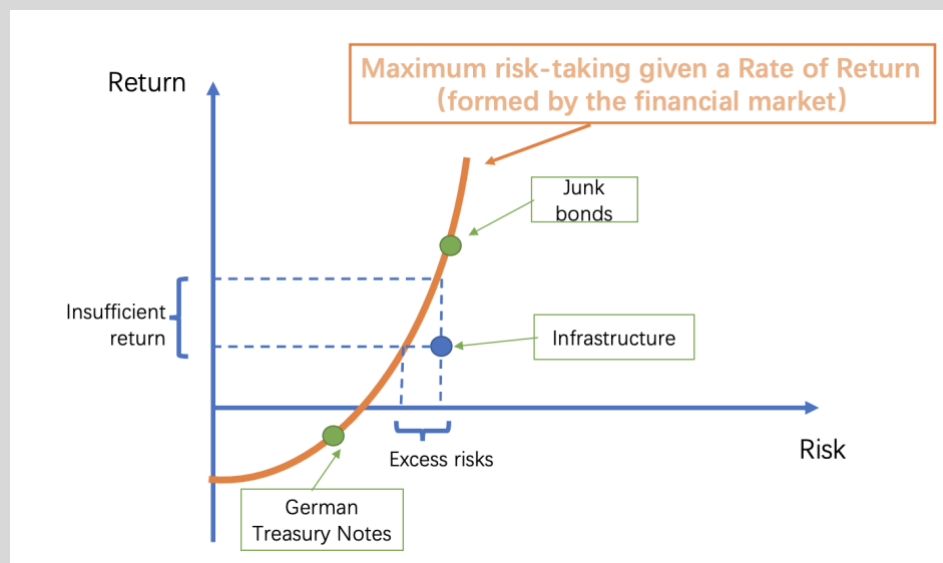 Maximum risk-taking given a Rate of Return
(formed by the financial market)
Return
Junk
bonds
Insufficient
return
Infrastructure
Risk
Excess risks
German
Treasury Notes